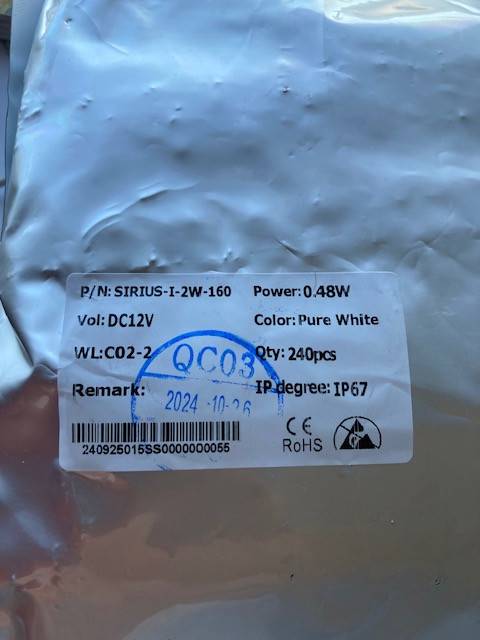 P/N: SIRIUS-I-2W-160 Power: 0.48W
Vol: DC12V Color: Pure White
WL: C02-2 Qty: 240pcs
QC03
Remark: IP degree: IP67
2024 -10-26
CE
RoHS
240925015SS0000000055